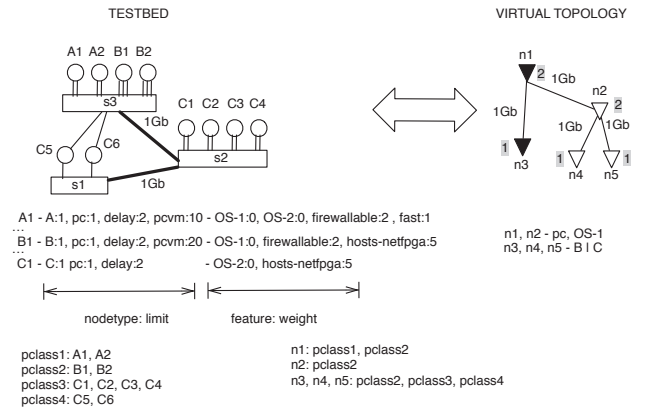 TESTBED
VIRTUAL TOPOLOGY
A1 A2 B1 B2
s3
1Gb
C1 C2 C3 C4
C5
C6
s1
1Gb
s2
n1
2
1Gb
n2
2
1Gb
1Gb
1Gb
1
n3
1
n4
1
n5
A1 - A:1, pc:1, delay:2, pcvm:10 - OS-1:0, OS-2:0, firewallable:2 , fast:1
...
B1 - B:1, pc:1, delay:2, pcvm:20 - OS-1:0, firewallable:2, hosts-netfpga:5
...
C1 - C:1 pc:1, delay:2 - OS-2:0, hosts-netfpga:5
n1, n2 - pc, OS-1
n3, n4, n5 - B | C
nodetype: limit
feature: weight
pclass1: A1, A2
pclass2: B1, B2
pclass3: C1, C2, C3, C4
pclass4: C5, C6
n1: pclass1, pclass2
n2: pclass2
n3, n4, n5: pclass2, pclass3, pclass4